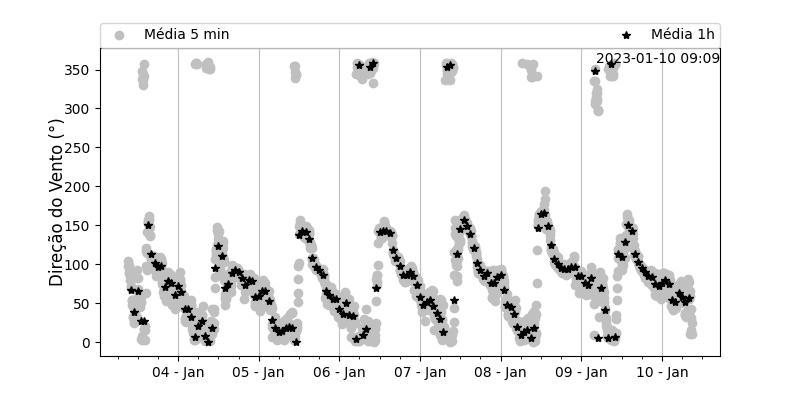 Média 5 min
Média 1h
2023-01-10 09:09
Direção do Vento (°)
350
300
250
200
150
100
50
0
04 - Jan
05 - Jan
06 - Jan
07 - Jan
08 - Jan
09 - Jan
10 - Jan